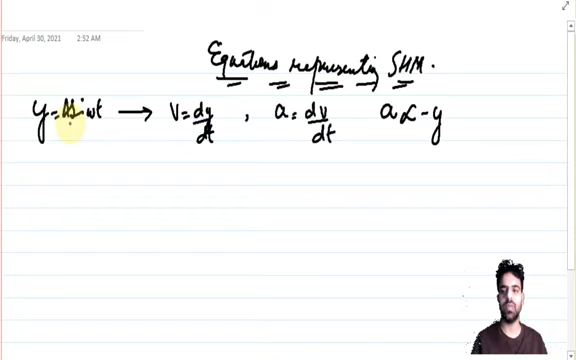 Friday, April 30, 2021 2:52 AM
Equations representing SHM.
y = A sin ωt → V = dy/dt , a = dv/dt a ∝ -y